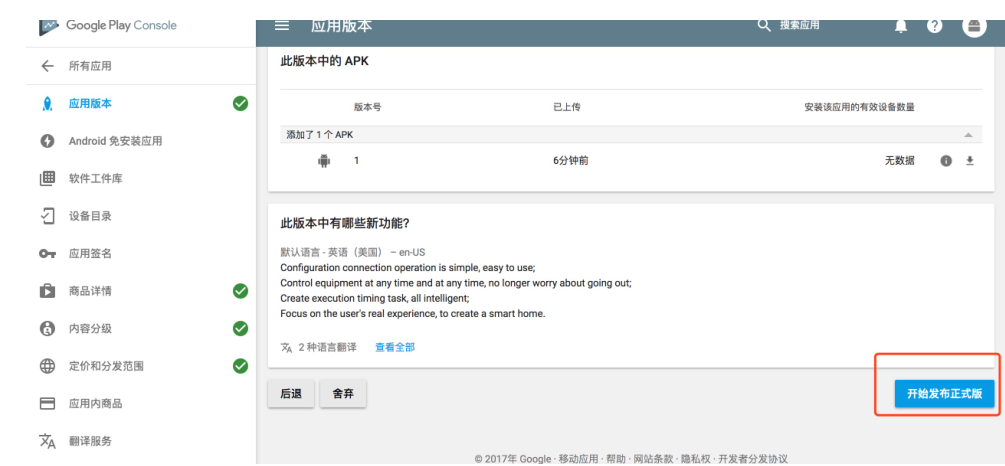 Google Play Console
应用版本
搜索应用
所有应用
应用版本
Android 免安装应用
软件工件库
设备目录
应用签名
商品详情
内容分级
定价和分发范围
应用内商品
翻译服务
此版本中的 APK
版本号
已上传
安装该应用的有效设备数量
添加了 1 个 APK
1
6分钟前
无数据
此版本中有哪些新功能?
默认语言 - 英语（美国） – en-US
Configuration connection operation is simple, easy to use;
Control equipment at any time and at any time, no longer worry about going out;
Create execution timing task, all intelligent;
Focus on the user's real experience, to create a smart home.
2 种语言翻译 查看全部
后退
舍弃
开始发布正式版
© 2017年 Google · 移动应用 · 帮助 · 网站条款 · 隐私权 · 开发者分发协议